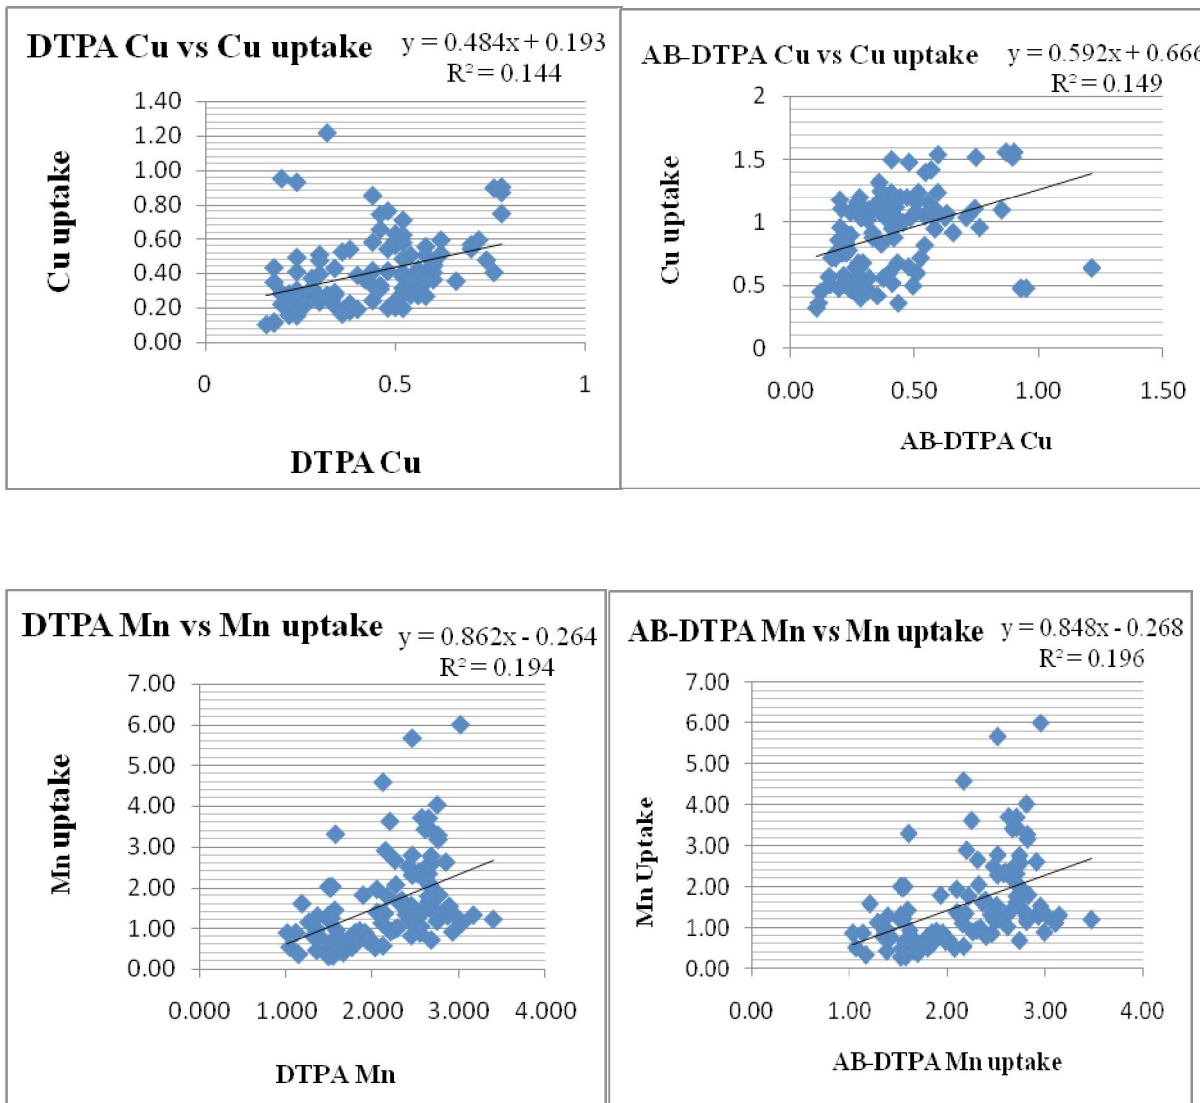 DTPA Cu vs Cu uptake
y = 0.484x + 0.193
R² = 0.144
Cu uptake
1.40
1.20
1.00
0.80
0.60
0.40
0.20
0.00
0 0.5 1
DTPA Cu
AB-DTPA Cu vs Cu uptake
y = 0.592x + 0.666
R² = 0.149
Cu uptake
2
1.5
1
0.5
0
0.00 0.50 1.00 1.50
AB-DTPA Cu
DTPA Mn vs Mn uptake
y = 0.862x - 0.264
R² = 0.194
Mn uptake
7.00
6.00
5.00
4.00
3.00
2.00
1.00
0.00
0.000 1.000 2.000 3.000 4.000
DTPA Mn
AB-DTPA Mn vs Mn uptake
y = 0.848x - 0.268
R² = 0.196
Mn Uptake
7.00
6.00
5.00
4.00
3.00
2.00
1.00
0.00
0.00 1.00 2.00 3.00 4.00
AB-DTPA Mn uptake